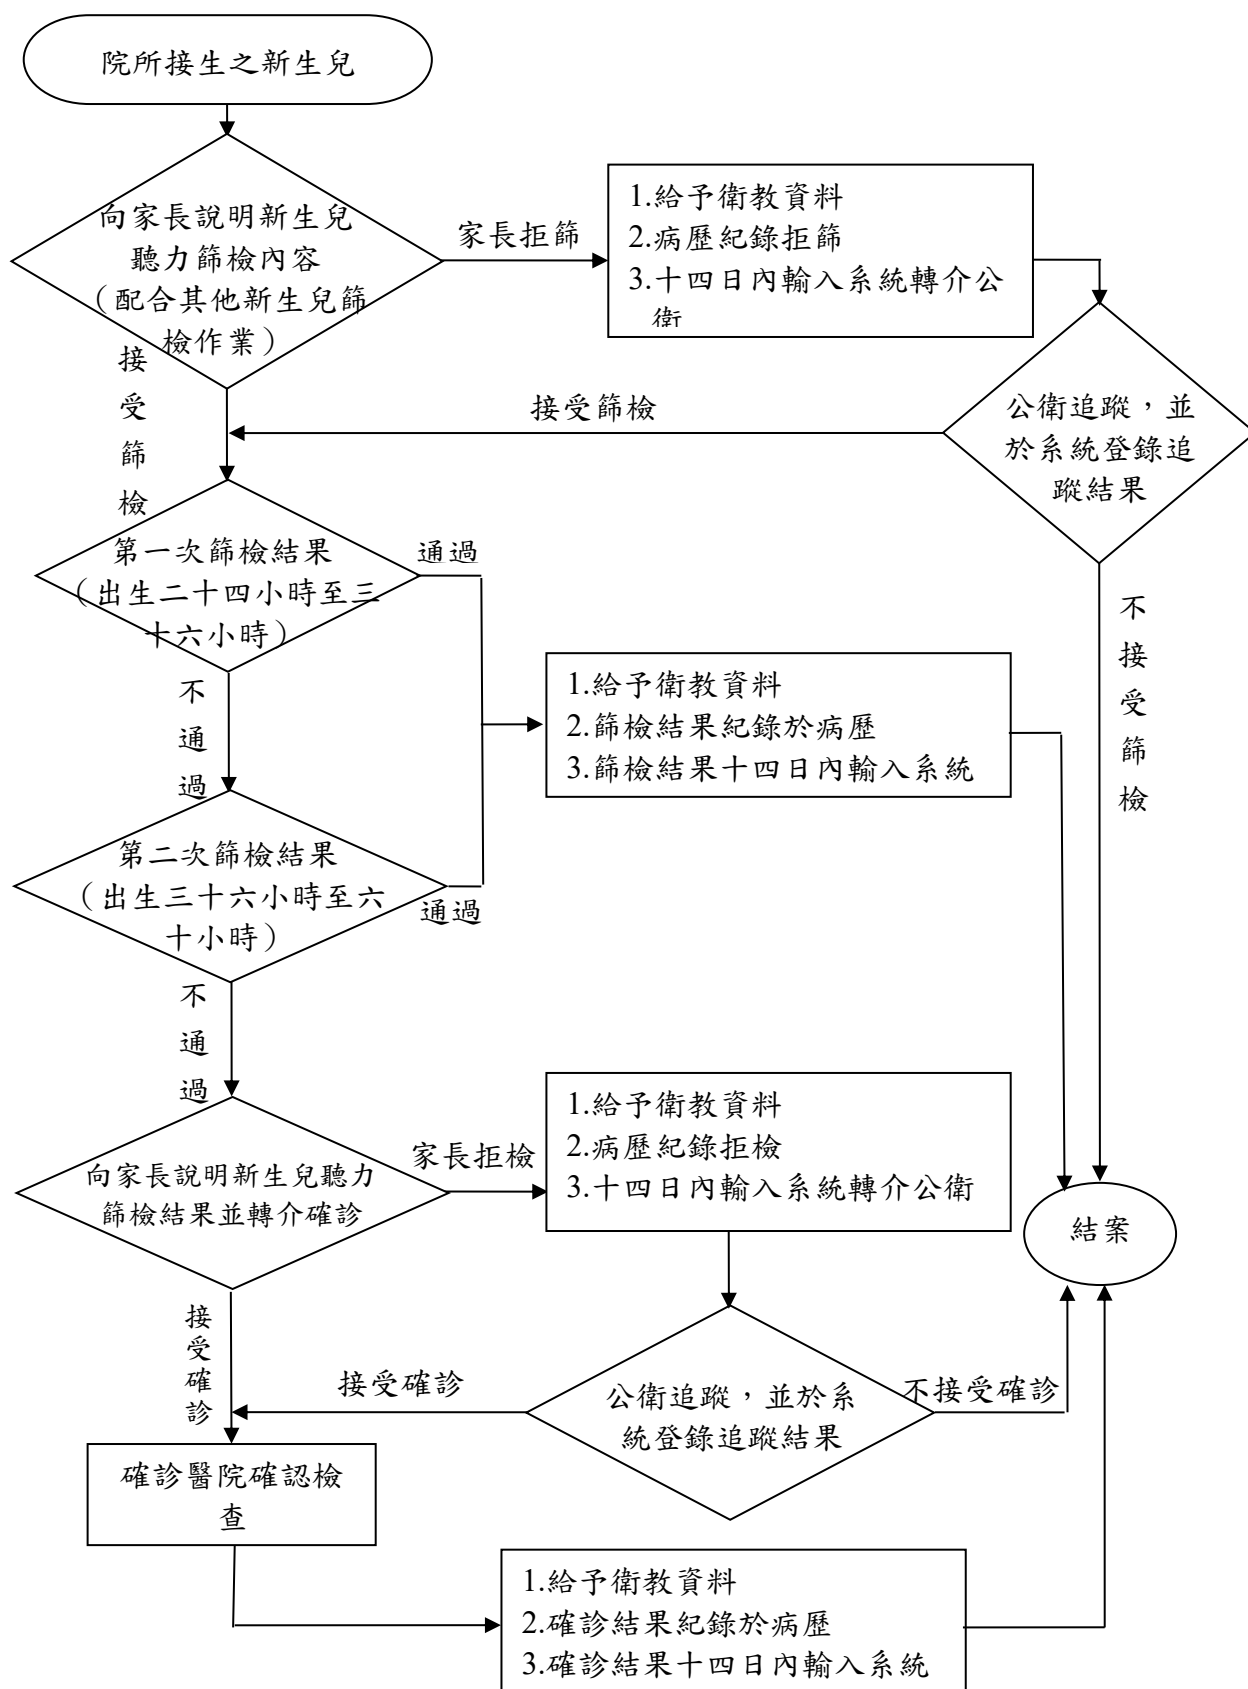 院所接生之新生兒
向家長說明新生兒
聽力篩檢內容
（配合其他新生兒篩
檢作業）
家長拒篩
1.給予衛教資料
2.病歷紀錄拒篩
3.十四日內輸入系統轉介公
衛
接受篩檢
接受篩檢
公衛追蹤，並
於系統登錄追
蹤結果
第一次篩檢結果
（出生二十四小時至三
十六小時）
通過
不接受篩檢
不通過
1.給予衛教資料
2.篩檢結果紀錄於病歷
3.篩檢結果十四日內輸入系統
第二次篩檢結果
（出生三十六小時至六
十小時）
通過
不通過
向家長說明新生兒聽力
篩檢結果並轉介確診
家長拒檢
1.給予衛教資料
2.病歷紀錄拒檢
3.十四日內輸入系統轉介公衛
結案
接受確診
接受確診
公衛追蹤，並於系
統登錄追蹤結果
不接受確診
確診醫院確認檢
查
1.給予衛教資料
2.確診結果紀錄於病歷
3.確診結果十四日內輸入系統